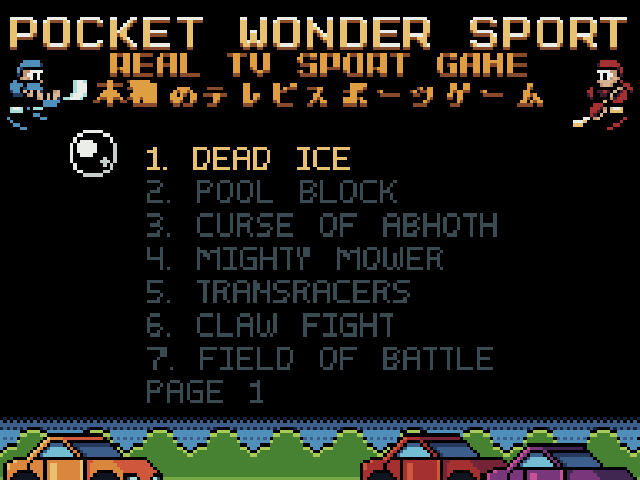 POCKET WONDER SPORT
REAL TV SPORT GAME
本物のテレビスポーツゲーム
1. DEAD ICE
2. POOL BLOCK
3. CURSE OF ABHOTH
4. MIGHTY MOWER
5. TRANSRACERS
6. CLAW FIGHT
7. FIELD OF BATTLE
PAGE 1